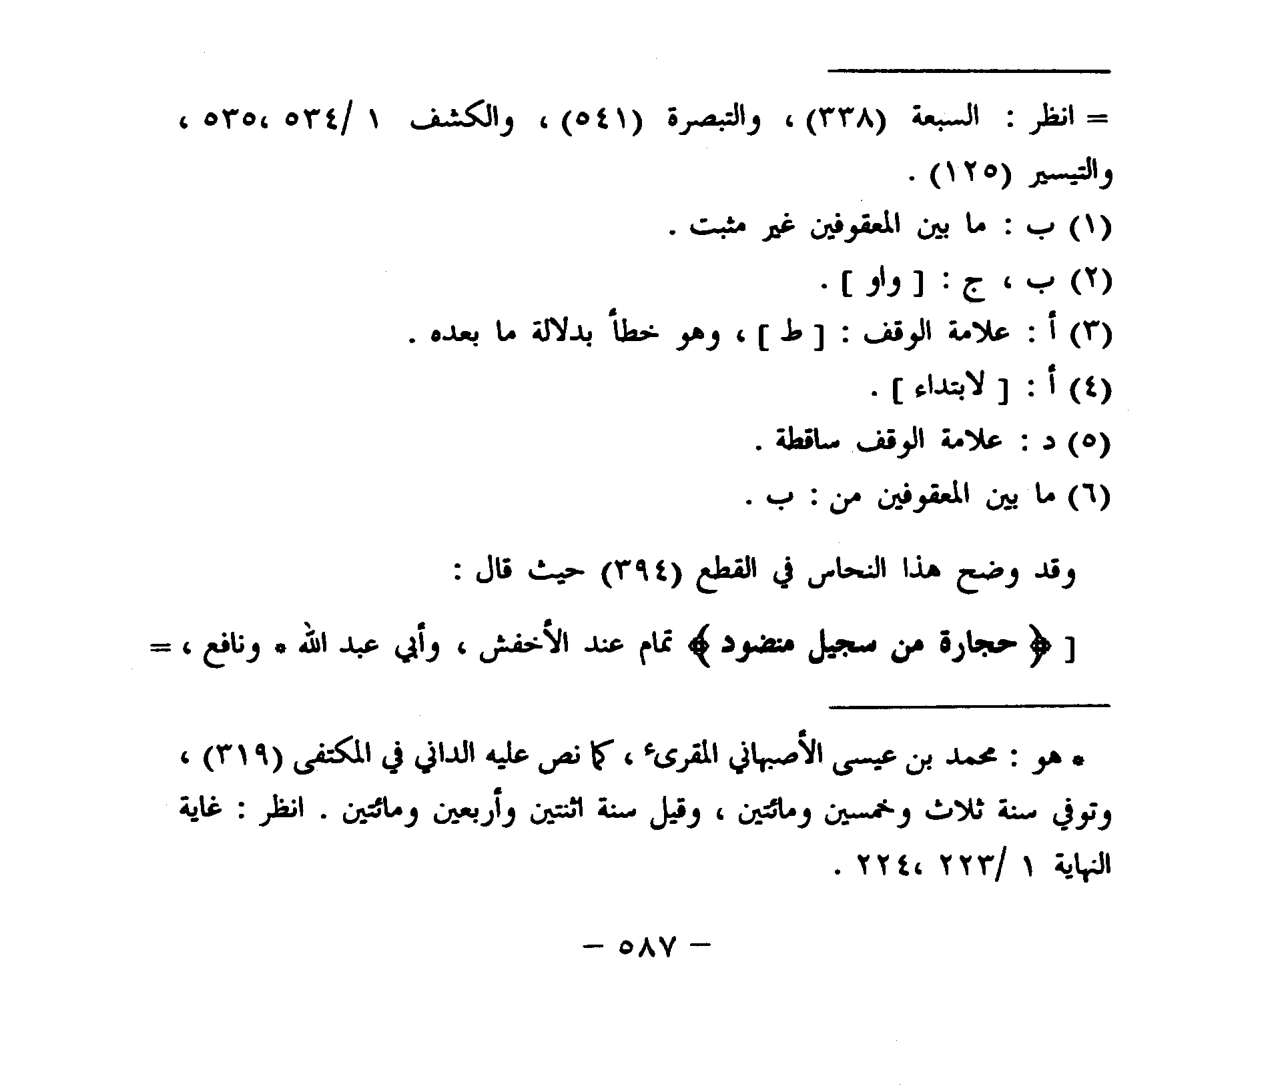 = انظر : السبعة (٣٣٨) ، والتبصرة (٥٤١) ، والكشف ١ /٥٣٤ ،٥٣٥ ،
والتيسير (١٢٥) .
(١) ب : ما بين المعقوفين غير مثبت .
(٢) ب ، ج : [ واو ] .
(٣) أ : علامة الوقف : [ ط ] ، وهو خطأ بدلالة ما بعده .
(٤) أ : [ لابتداء ] .
(٥) د : علامة الوقف ساقطة .
(٦) ما بين المعقوفين من : ب .
وقد وضح هذا النحاس في القطع (٣٩٤) حيث قال :
[ ﴿ حجارة من سجيل منضود ﴾ تمام عند الأخفش ، وأبي عبد الله * ونافع ، =
* هو : محمد بن عيسى الأصبهاني المقرىء ، كما نص عليه الداني في المكتفى (٣١٩) ،
وتوفي سنة ثلاث وخمسين ومائتين ، وقيل سنة اثنتين وأربعين ومائتين . انظر : غاية
النهاية ١ /٢٢٣ ،٢٢٤ .
– ٥٨٧ –